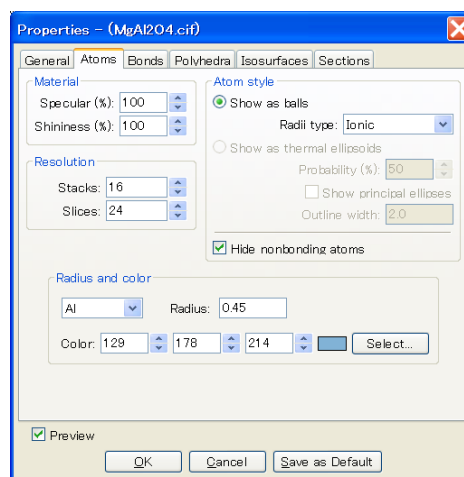 Properties - (MgAl2O4.cif)
General Atoms Bonds Polyhedra Isosurfaces Sections
Material
Specular (%): 100
Shininess (%): 100
Resolution
Stacks: 16
Slices: 24
Atom style
Show as balls
Radii type: Ionic
Show as thermal ellipsoids
Probability (%): 50
Show principal ellipses
Outline width: 2.0
Hide nonbonding atoms
Radius and color
Al Radius: 0.45
Color: 129 178 214 Select...
Preview
OK Cancel Save as Default